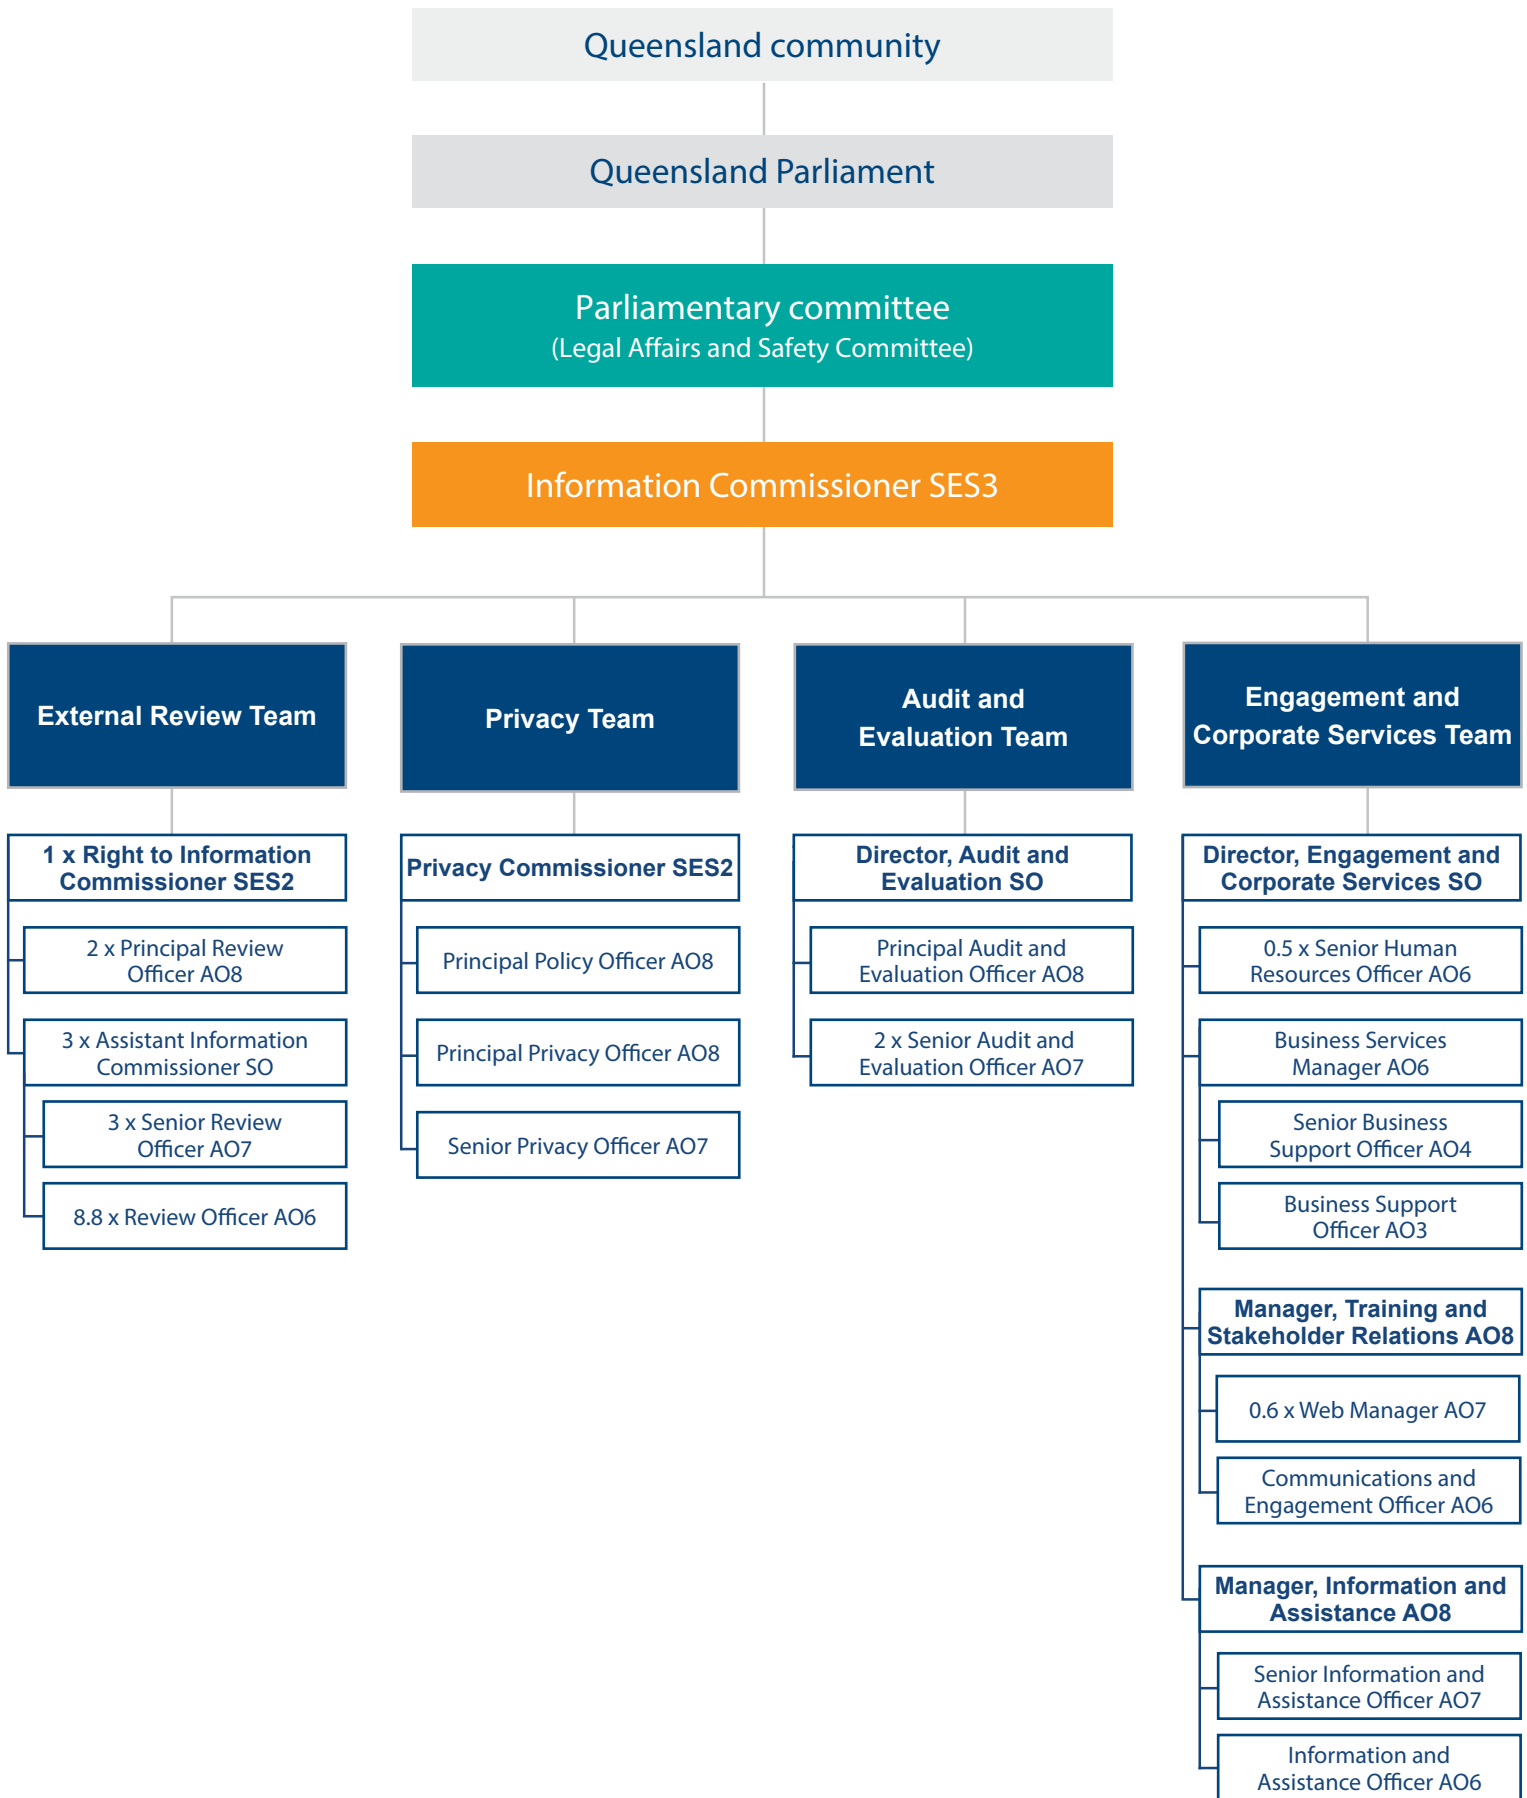 Queensland community
Queensland Parliament
Parliamentary committee
(Legal Affairs and Safety Committee)
Information Commissioner SES3
External Review Team
1 x Right to Information
Commissioner SES2
2 x Principal Review
Officer AO8
3 x Assistant Information
Commissioner SO
3 x Senior Review
Officer AO7
8.8 x Review Officer AO6
Privacy Team
Privacy Commissioner SES2
Principal Policy Officer AO8
Principal Privacy Officer AO8
Senior Privacy Officer AO7
Audit and
Evaluation Team
Director, Audit and
Evaluation SO
Principal Audit and
Evaluation Officer AO8
2 x Senior Audit and
Evaluation Officer AO7
Engagement and
Corporate Services Team
Director, Engagement and
Corporate Services SO
0.5 x Senior Human
Resources Officer AO6
Business Services
Manager AO6
Senior Business
Support Officer AO4
Business Support
Officer AO3
Manager, Training and
Stakeholder Relations AO8
0.6 x Web Manager AO7
Communications and
Engagement Officer AO6
Manager, Information and
Assistance AO8
Senior Information and
Assistance Officer AO7
Information and
Assistance Officer AO6